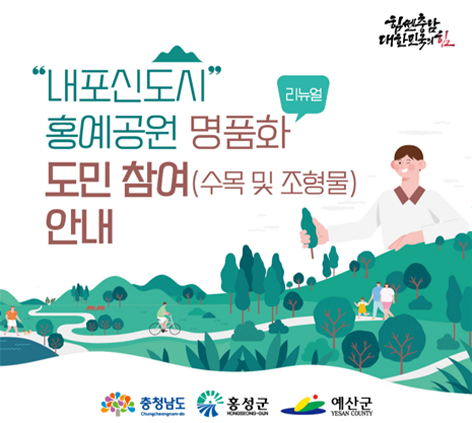 힘쎈충남
대한민국의힘
“내포신도시”
리뉴얼
홍예공원 명품화
도민 참여(수목 및 조형물)
안내
충청남도
Chungcheongnam-do
홍성군
HONGSEONG-GUN
예산군
YESAN COUNTY